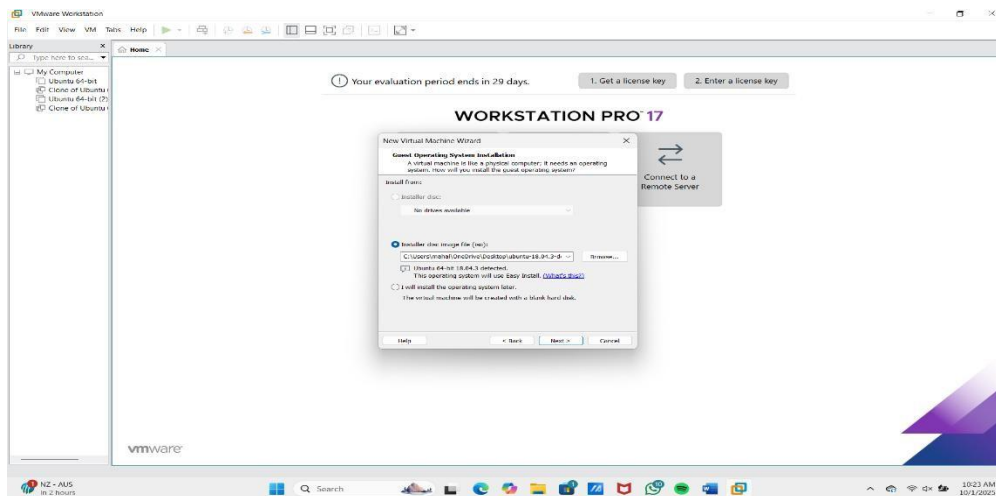 VMware Workstation
File Edit View VM Tabs Help
Library
Type here to sea...
Home
My Computer
Ubuntu 64-bit
Clone of Ubuntu
Ubuntu 64-bit (2)
Clone of Ubuntu
Your evaluation period ends in 29 days.
1. Get a license key
2. Enter a license key
WORKSTATION PRO 17
Connect to a
Remote Server
New Virtual Machine Wizard
Guest Operating System Installation
A virtual machine is like a physical computer; it needs an operating
system. How will you install the guest operating system?
Install from:
Installer disc:
No drives available
Installer disc image file (iso):
C:\Users\mahal\OneDrive\Desktop\ubuntu-18.04.3-d
Browse...
Ubuntu 64-bit 18.04.3 detected.
This operating system will use Easy Install. (What's this?)
I will install the operating system later.
The virtual machine will be created with a blank hard disk.
Help
< Back
Next >
Cancel
vmware
NZ - AUS
In 2 hours
Search
10:23 AM